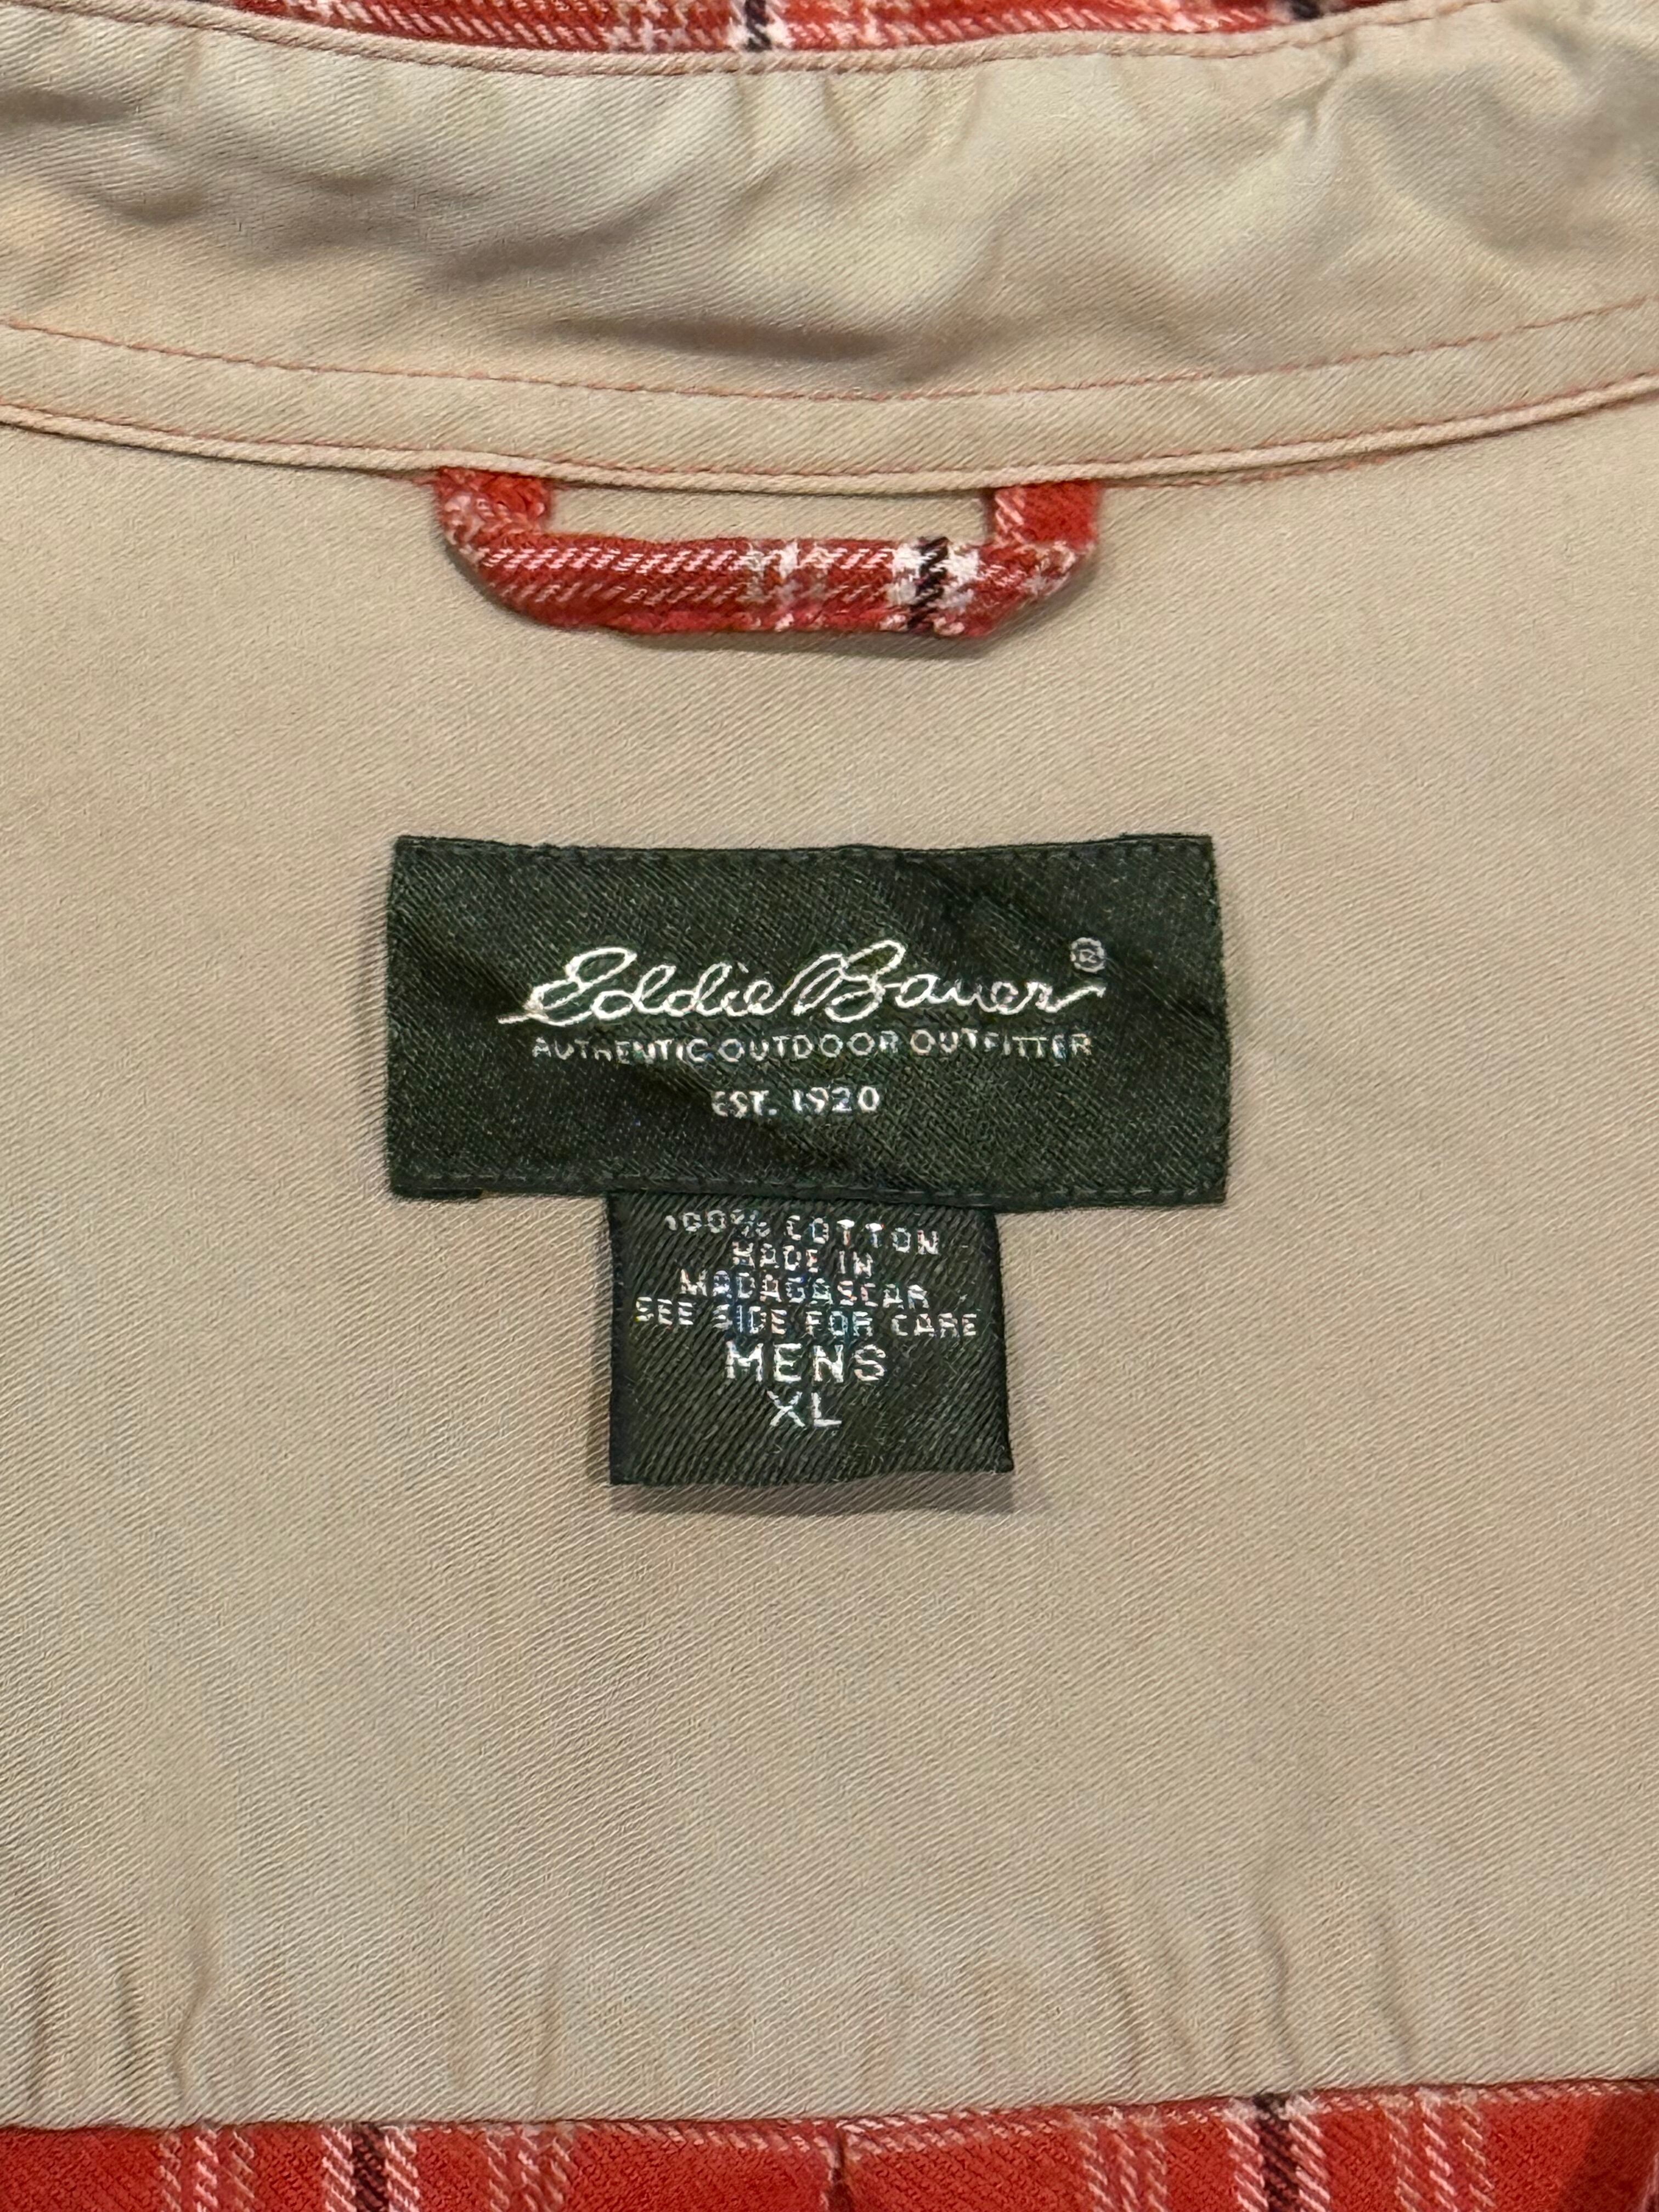 Eddie Bauer®
AUTHENTIC OUTDOOR OUTFITTER
EST. 1920
100% COTTON
MADE IN
MADAGASCAR
SEE SIDE FOR CARE
MENS
XL